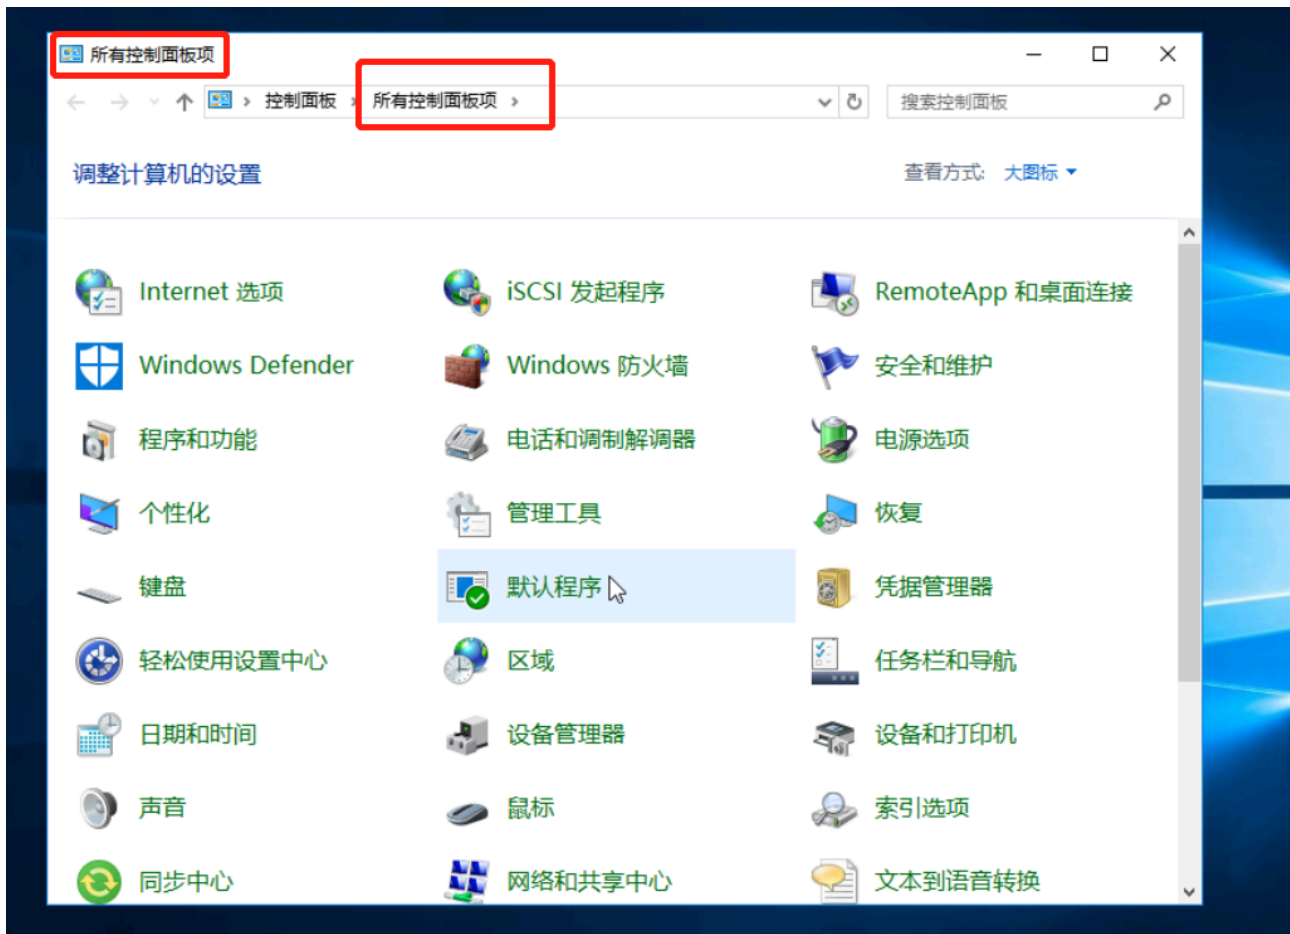 所有控制面板项
控制面板 所有控制面板项
搜索控制面板
调整计算机的设置
查看方式: 大图标
Internet 选项
iSCSI 发起程序
RemoteApp 和桌面连接
Windows Defender
Windows 防火墙
安全和维护
程序和功能
电话和调制解调器
电源选项
个性化
管理工具
恢复
键盘
默认程序
凭据管理器
轻松使用设置中心
区域
任务栏和导航
日期和时间
设备管理器
设备和打印机
声音
鼠标
索引选项
同步中心
网络和共享中心
文本到语音转换